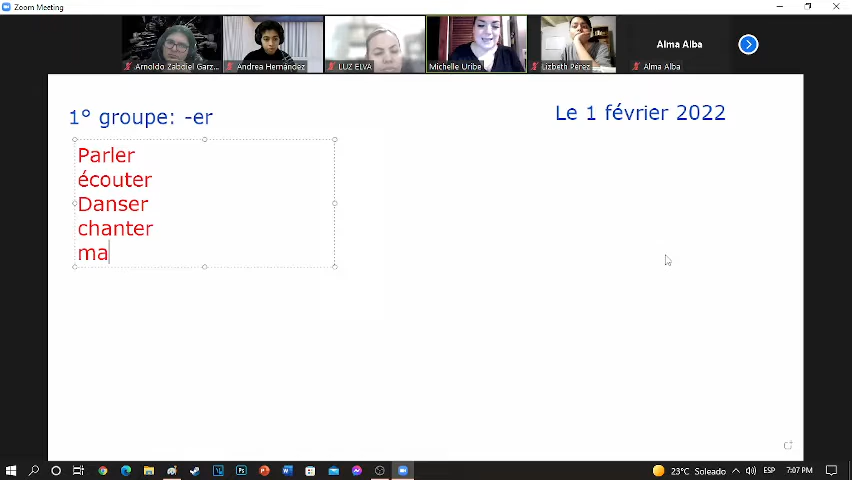 Zoom Meeting
Arnoldo Zabdiel Garz...
Andrea Hernández
LUZ ELVA
Michelle Uribe
Lizbeth Pérez
Alma Alba
Alma Alba
1° groupe: -er
Le 1 février 2022
Parler
écouter
Danser
chanter
ma
23°C Soleado
ESP
7:07 PM